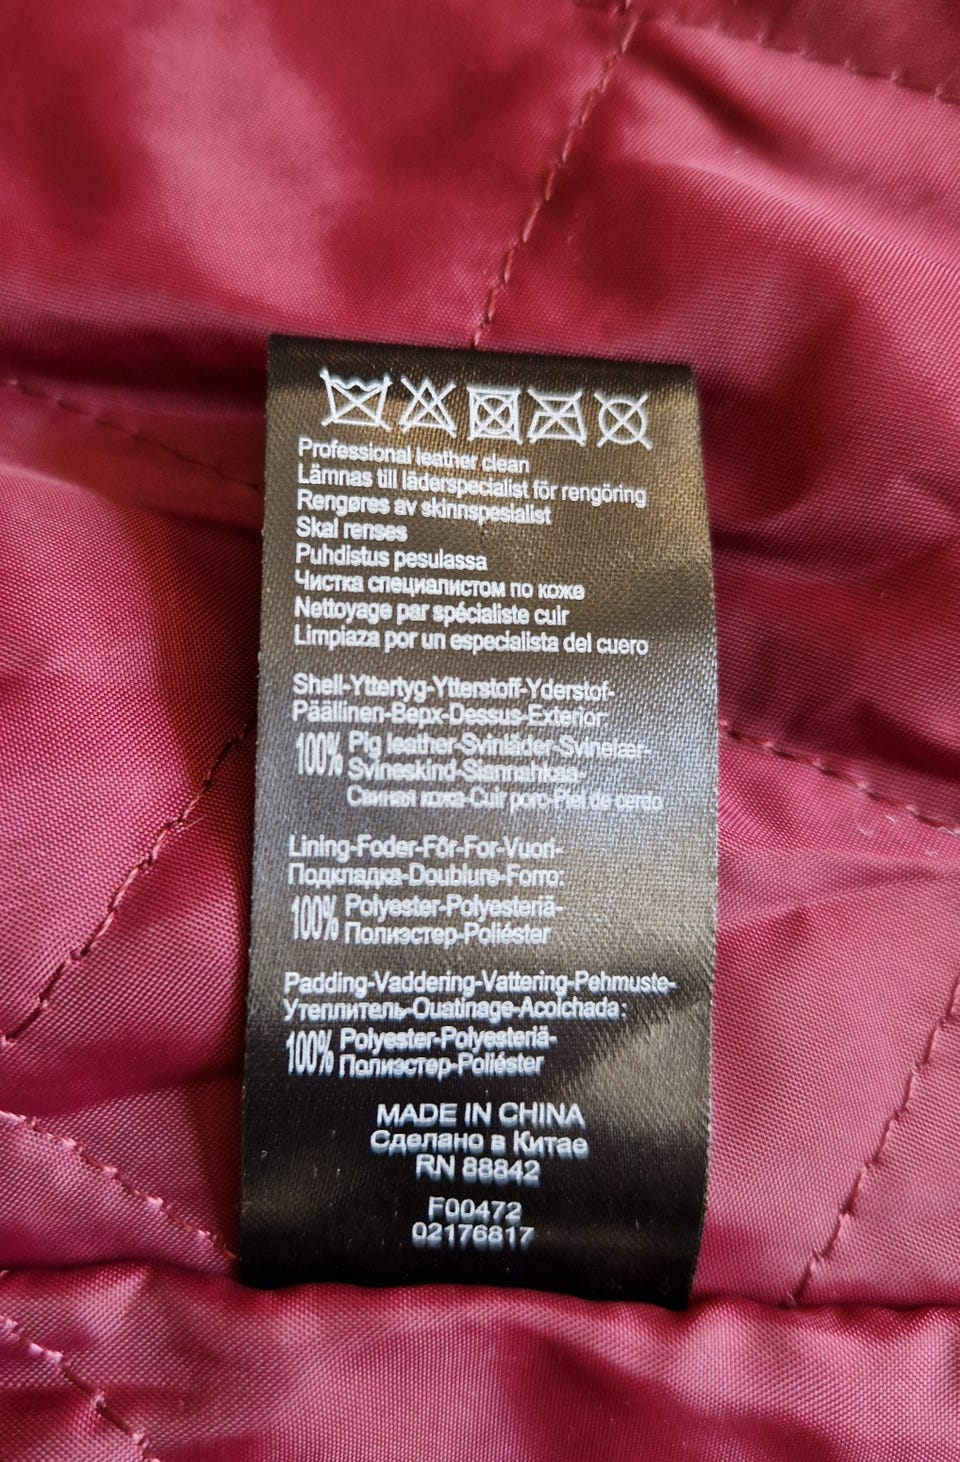 Professional leather clean
Lämnas till läderspecialist för rengöring
Rengøres av skinnspesialist
Skal renses
Puhdistus pesulassa
Чистка специалистом по коже
Nettoyage par spécialiste cuir
Limpiaza por un especialista del cuero
Shell-Yttertyg-Ytterstoff-Yderstof-
Päällinen-Верх-Dessus-Exterior:
100% Pig leather-Svinläder-Svinelær-
Svineskind-Siannahkaa-
Свиная кожа-Cuir porc-Piel de cerdo
Lining-Foder-Fôr-For-Vuori-
Подкладка-Doublure-Forro:
100% Polyester-Polyesteriä-
Полиэстер-Poliéster
Padding-Vaddering-Vattering-Pehmuste-
Утеплитель-Ouatinage-Acolchada:
100% Polyester-Polyesteriä-
Полиэстер-Poliéster
MADE IN CHINA
Сделано в Китае
RN 88842
F00472
02176817